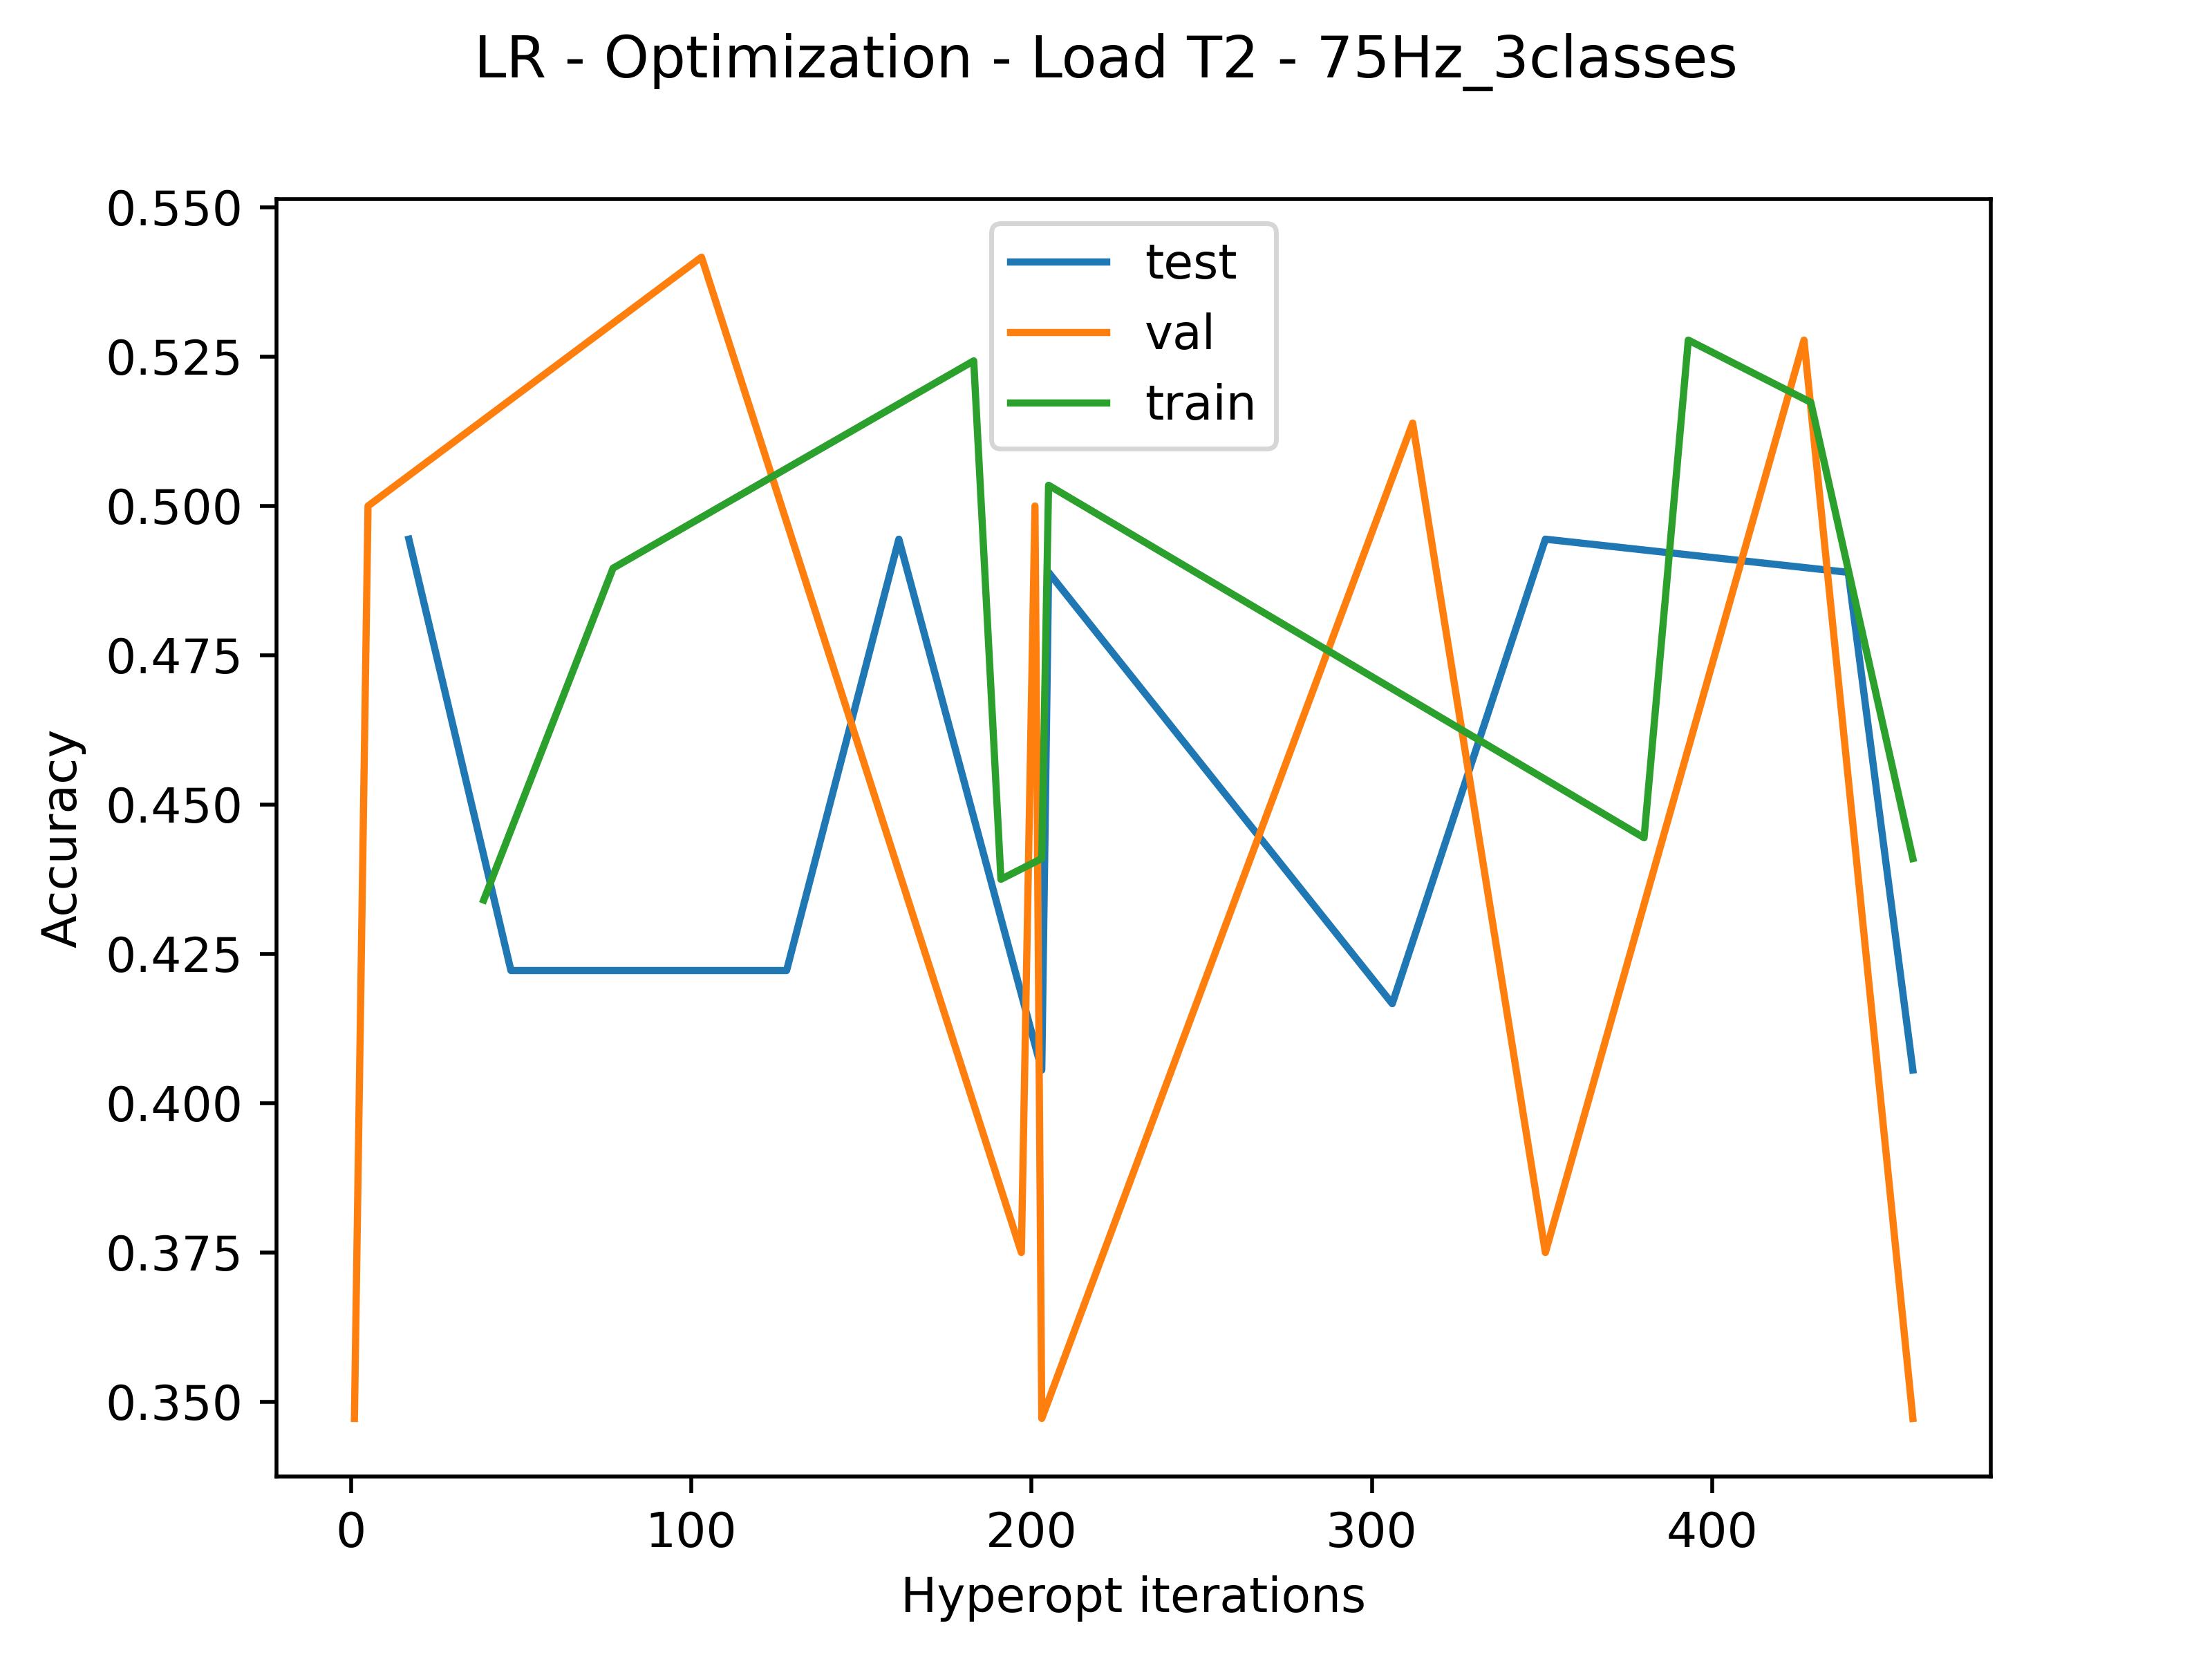 LR - Optimization - Load T2 - 75Hz_3classes
0.550
0.525
0.500
0.475
0.450
0.425
0.400
0.375
0.350
Accuracy
test
val
train
0 100 200 300 400
Hyperopt iterations